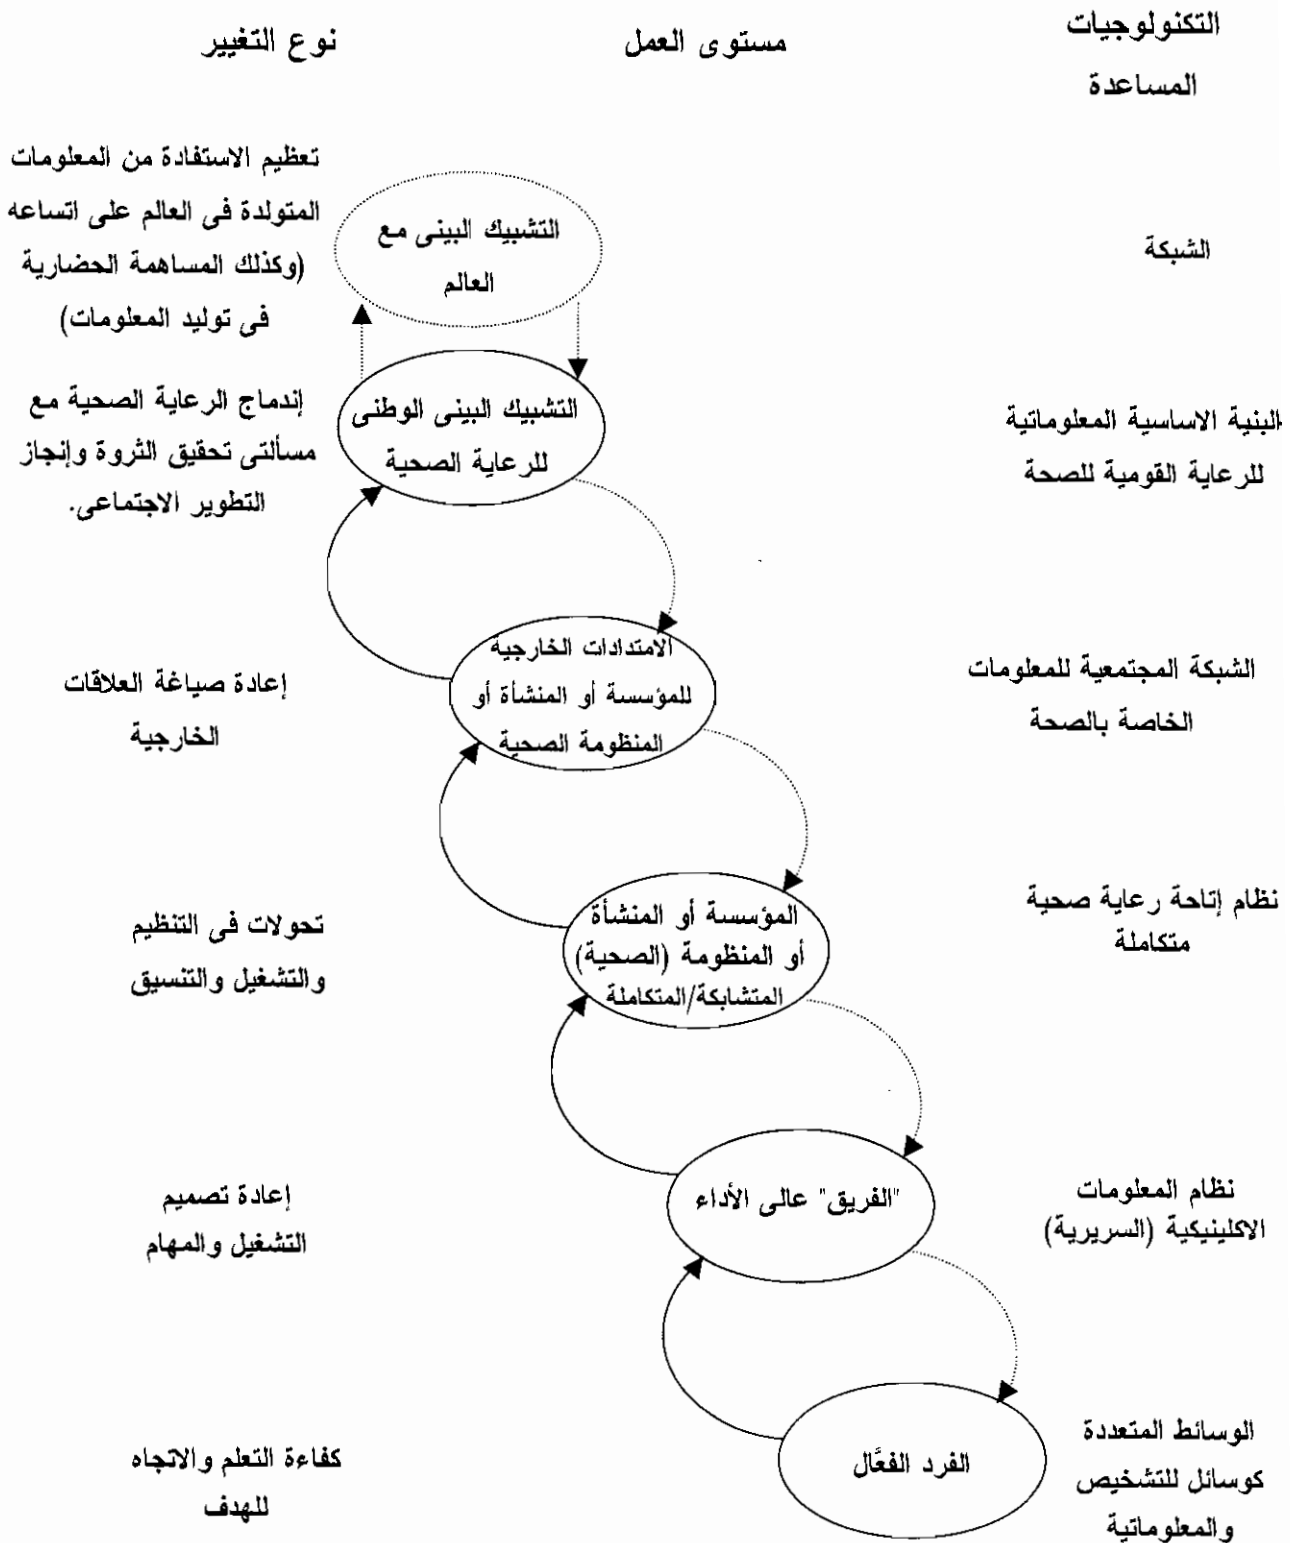 التكنولوجيات
المساعدة
مستوى العمل
نوع التغيير
الشبكة
التشبيك البينى مع
العالم
تعظيم الاستفادة من المعلومات
المتولدة فى العالم على اتساعه
(وكذلك المساهمة الحضارية
فى توليد المعلومات)
البنية الاساسية المعلوماتية
للرعاية القومية للصحة
التشبيك البينى الوطنى
للرعاية الصحية
إندماج الرعاية الصحية مع
مسألتى تحقيق الثروة وإنجاز
التطوير الاجتماعى.
الشبكة المجتمعية للمعلومات
الخاصة بالصحة
الامتدادات الخارجية
للمؤسسة أو المنشأة أو
المنظومة الصحية
إعادة صياغة العلاقات
الخارجية
نظام إتاحة رعاية صحية
متكاملة
المؤسسة أو المنشأة
أو المنظومة (الصحية)
المتشابكة/المتكاملة
تحولات فى التنظيم
والتشغيل والتنسيق
نظام المعلومات
الاكلينيكية (السريرية)
"الفريق" عالى الأداء
إعادة تصميم
التشغيل والمهام
الوسائط المتعددة
كوسائل للتشخيص
والمعلوماتية
الفرد الفعَّال
كفاءة التعلم والاتجاه
للهدف